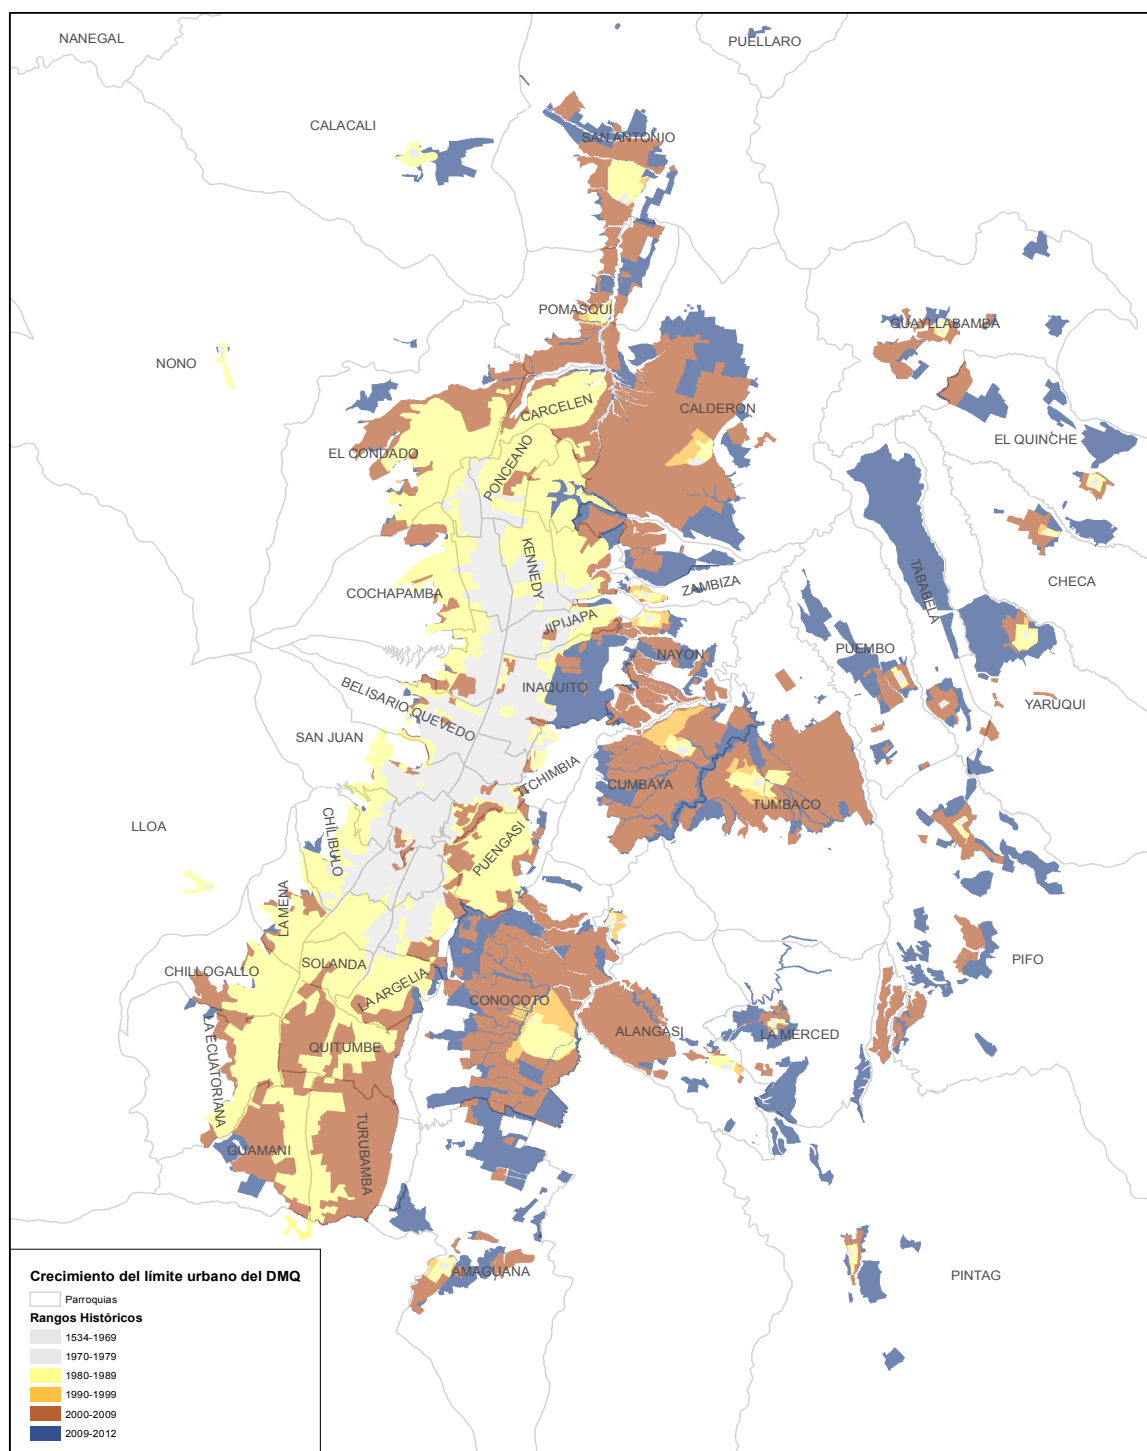 NANEGAL
PUELLARO
CALACALI
SAN ANTONIO
POMASQUI
GUAYLLABAMBA
NONO
CARCELEN
CALDERON
EL QUINCHE
EL CONDADO
PONCEANO
KENNEDY
TABABELA
CHECA
COCHAPAMBA
ZAMBIZA
JIPIJAPA
PUEMBO
NAYON
INAQUITO
BELISARIO QUEVEDO
YARUQUI
SAN JUAN
ITCHIMBIA
CUMBAYA
TUMBACO
LLOA
CHILIBULO
PUENGASI
LA MENA
PIFO
SOLANDA
CHILLOGALLO
LA ARGELIA
CONOCOTO
ALANGASI
LA MERCED
QUITUMBE
LA ECUATORIANA
GUAMANI
TURUBAMBA
AMAGUANA
PINTAG
Crecimiento del límite urbano del DMQ
Parroquias
Rangos Históricos
1534-1969
1970-1979
1980-1989
1990-1999
2000-2009
2009-2012